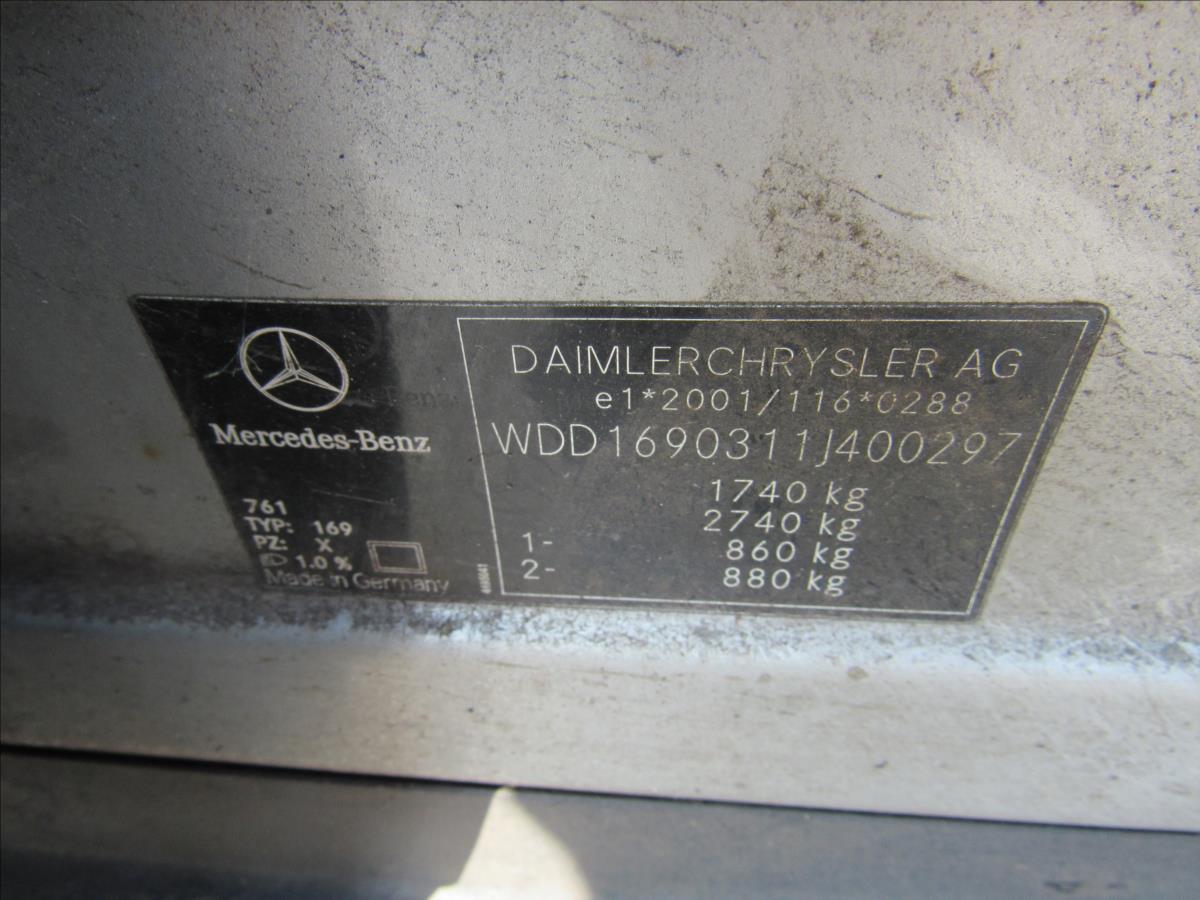 Mercedes-Benz
761
TYP: 169
PZ: X
1.0 %
Made in Germany
DAIMLERCHRYSLER AG
e1*2001/116*0288
WDD1690311J400297
1740 kg
2740 kg
1- 860 kg
2- 880 kg